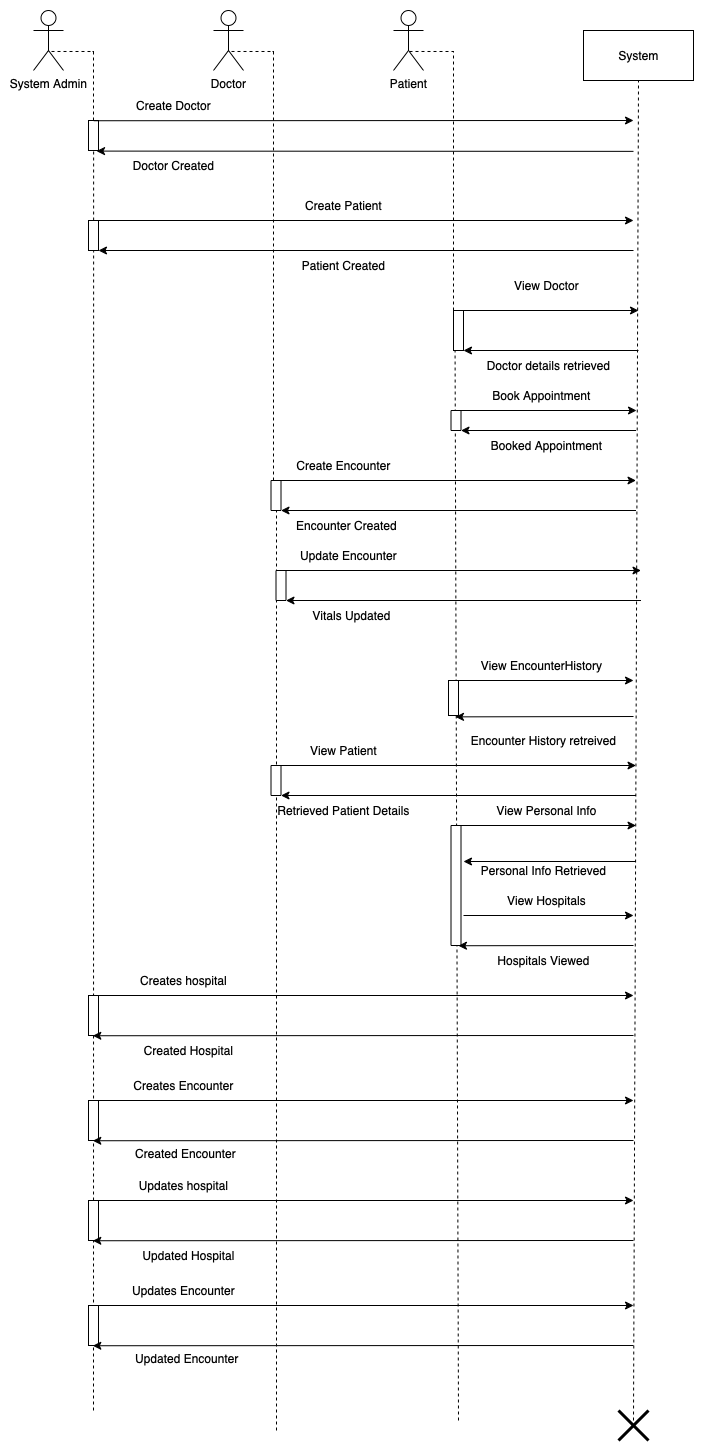 System Admin
Doctor
Patient
System
Create Doctor
Doctor Created
Create Patient
Patient Created
View Doctor
Doctor details retrieved
Book Appointment
Booked Appointment
Create Encounter
Encounter Created
Update Encounter
Vitals Updated
View EncounterHistory
Encounter History retreived
View Patient
Retrieved Patient Details
View Personal Info
Personal Info Retrieved
View Hospitals
Hospitals Viewed
Creates hospital
Created Hospital
Creates Encounter
Created Encounter
Updates hospital
Updated Hospital
Updates Encounter
Updated Encounter